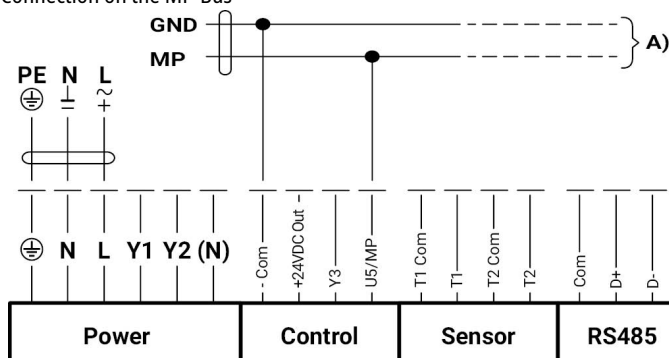 Connection on the MP-Bus
GND
MP
A)
PE N L
N L Y1 Y2 (N)
- Com
+24VDC Out
Y3
U5/MP
T1 Com
T1
T2 Com
T2
Com
D+
D-
Power
Control
Sensor
RS485